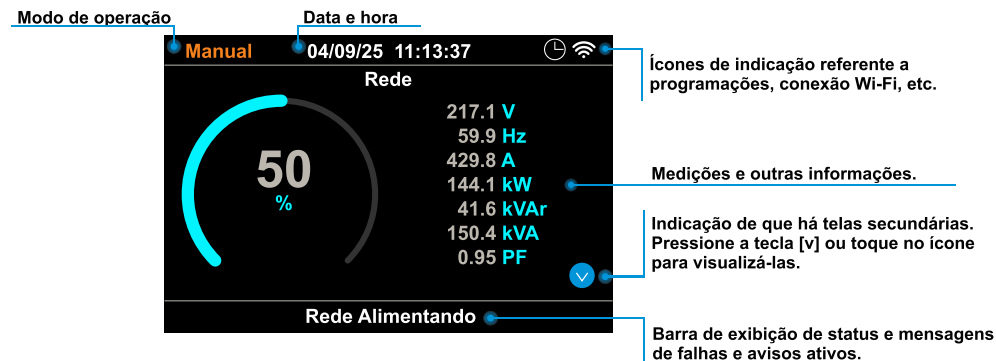 Modo de operação
Data e hora
Manual 04/09/25 11:13:37
Ícones de indicação referente a
programações, conexão Wi-Fi, etc.
Rede
50
%
217.1 V
59.9 Hz
429.8 A
144.1 kW
41.6 kVAr
150.4 kVA
0.95 PF
Medições e outras informações.
Indicação de que há telas secundárias.
Pressione a tecla [v] ou toque no ícone
para visualizá-las.
Rede Alimentando
Barra de exibição de status e mensagens
de falhas e avisos ativos.